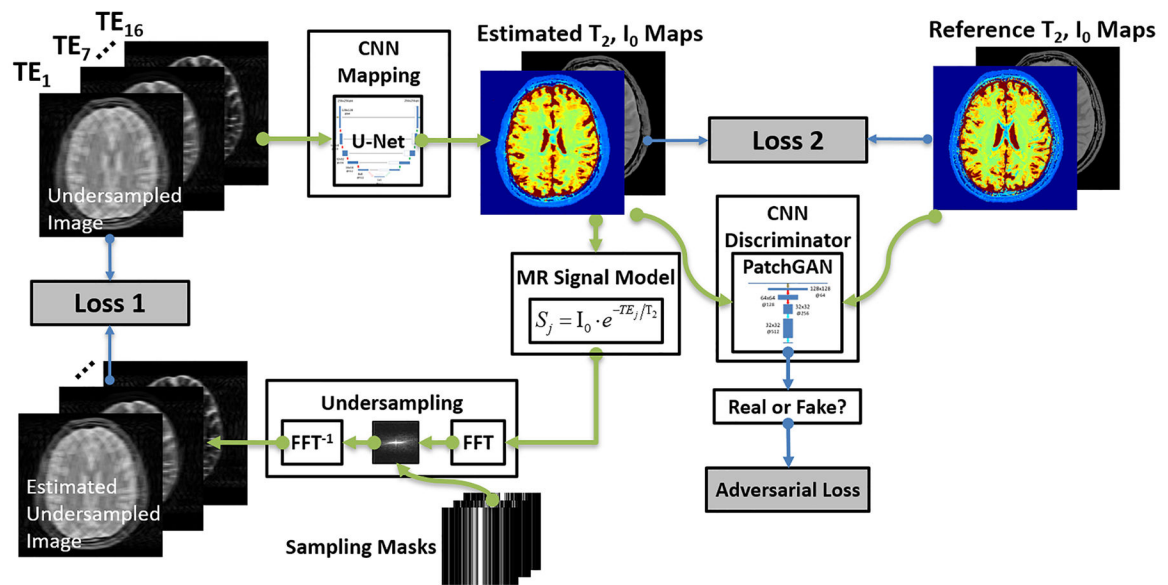 TE₁
TE₇
TE₁₆
Undersampled
Image
CNN
Mapping
U-Net
Estimated T₂, I₀ Maps
Reference T₂, I₀ Maps
Loss 2
CNN
Discriminator
PatchGAN
128x128
@64
64x64
@128
32x32
@256
32x32
@512
MR Signal Model
Sⱼ = I₀ · e^(-TEⱼ/T₂)
Loss 1
Real or Fake?
Adversarial Loss
Undersampling
FFT⁻¹
FFT
Estimated
Undersampled
Image
Sampling Masks